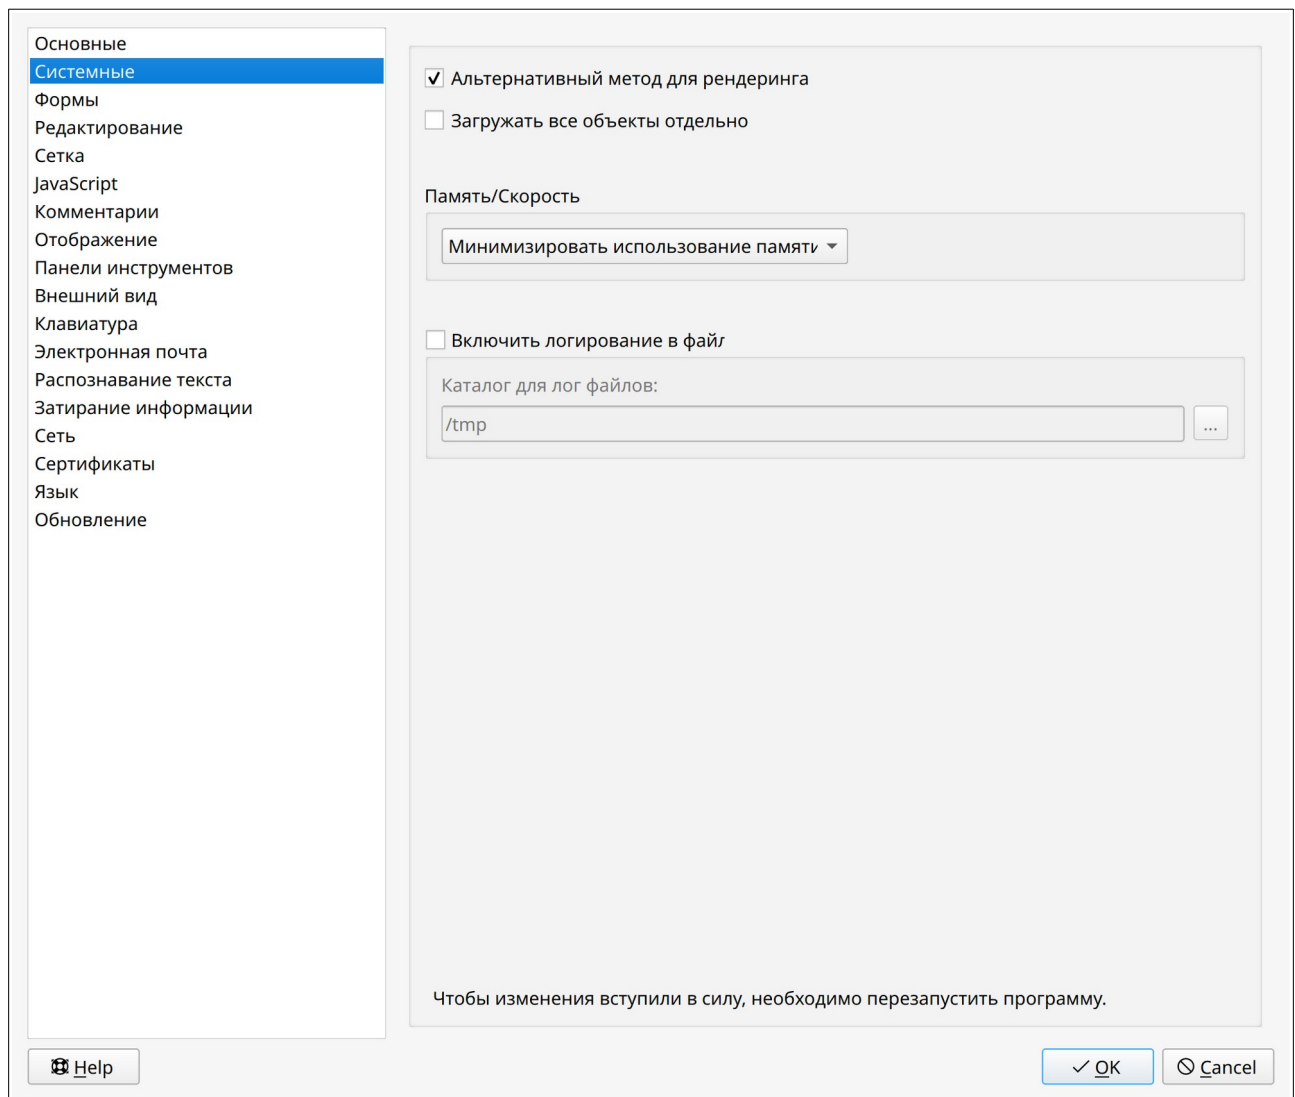 Основные
Системные
Формы
Редактирование
Сетка
JavaScript
Комментарии
Отображение
Панели инструментов
Внешний вид
Клавиатура
Электронная почта
Распознавание текста
Затирание информации
Сеть
Сертификаты
Язык
Обновление
Альтернативный метод для рендеринга
Загружать все объекты отдельно
Память/Скорость
Минимизировать использование памяти
Включить логирование в файл
Каталог для лог файлов:
/tmp
...
Чтобы изменения вступили в силу, необходимо перезапустить программу.
Help
OK
Cancel